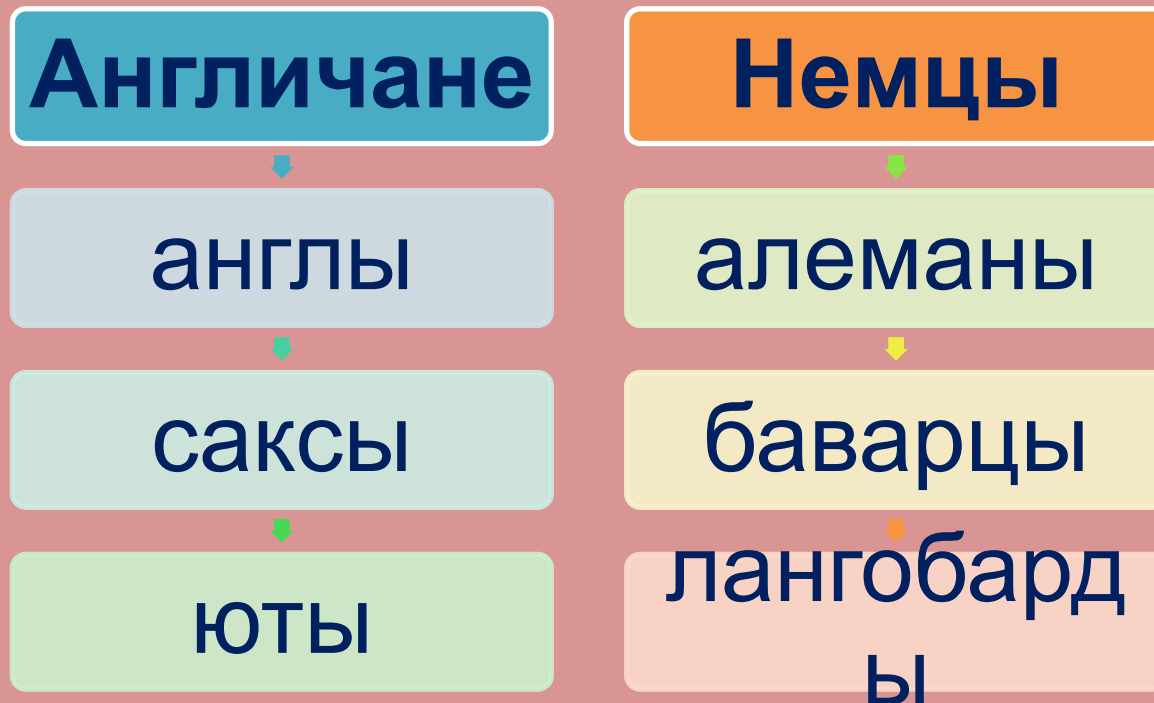 Англичане
англы
саксы
юты
Немцы
алеманы
баварцы
лангобард
ы